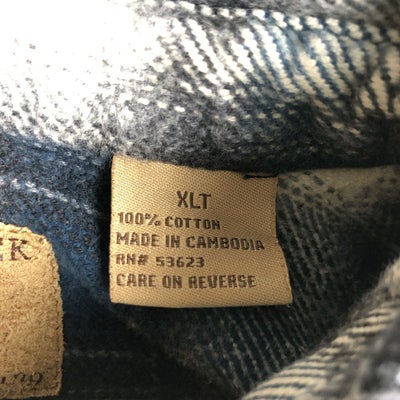 XLT
100% COTTON
MADE IN CAMBODIA
RN# 53623
CARE ON REVERSE